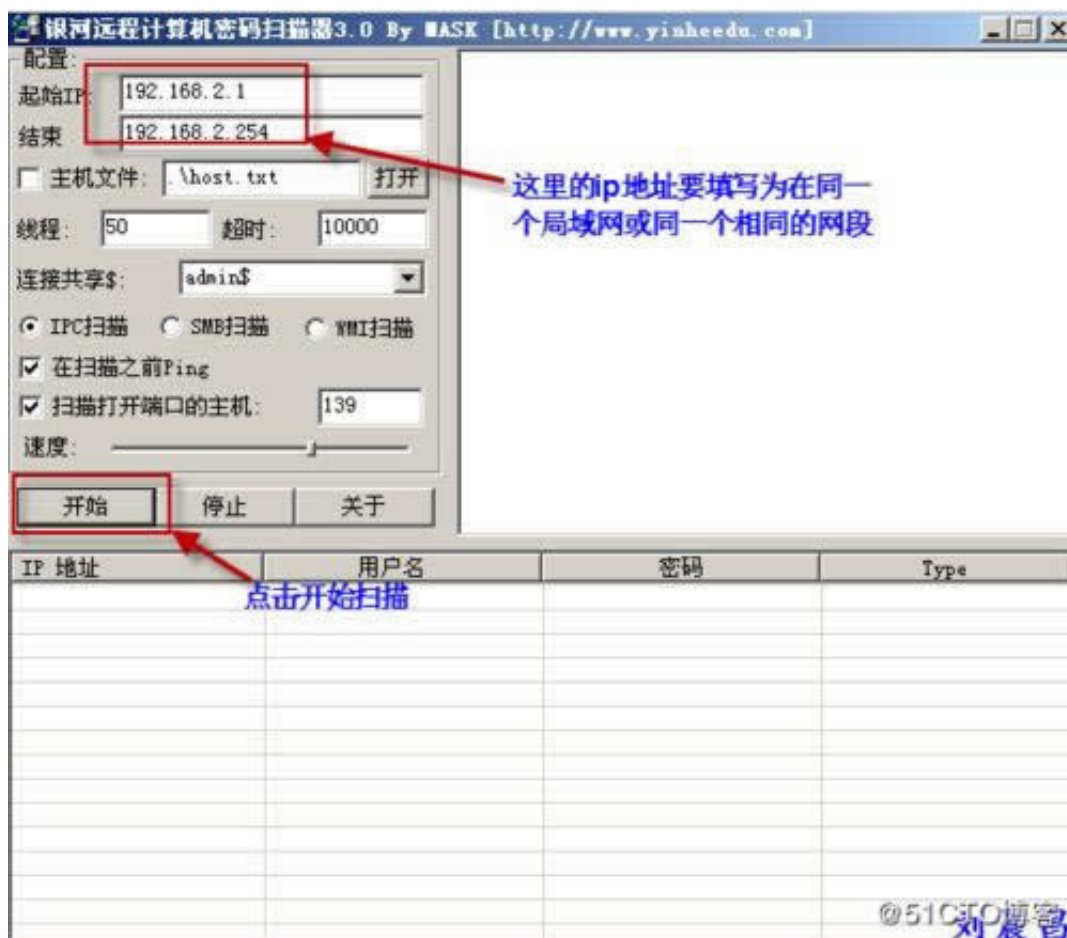 银河远程计算机密码扫描器3.0 By MASK [http://www.yinheedu.com]
配置:
起始IP: 192.168.2.1
结束 192.168.2.254
主机文件: .\host.txt 打开
这里的ip地址要填写为在同一
个局域网或同一个相同的网段
线程: 50 超时: 10000
连接共享$: admin$
IPC扫描 SMB扫描 WMI扫描
在扫描之前Ping
扫描打开端口的主机: 139
速度:
开始 停止 关于
IP 地址 用户名 密码 Type
点击开始扫描
@51CTO博客